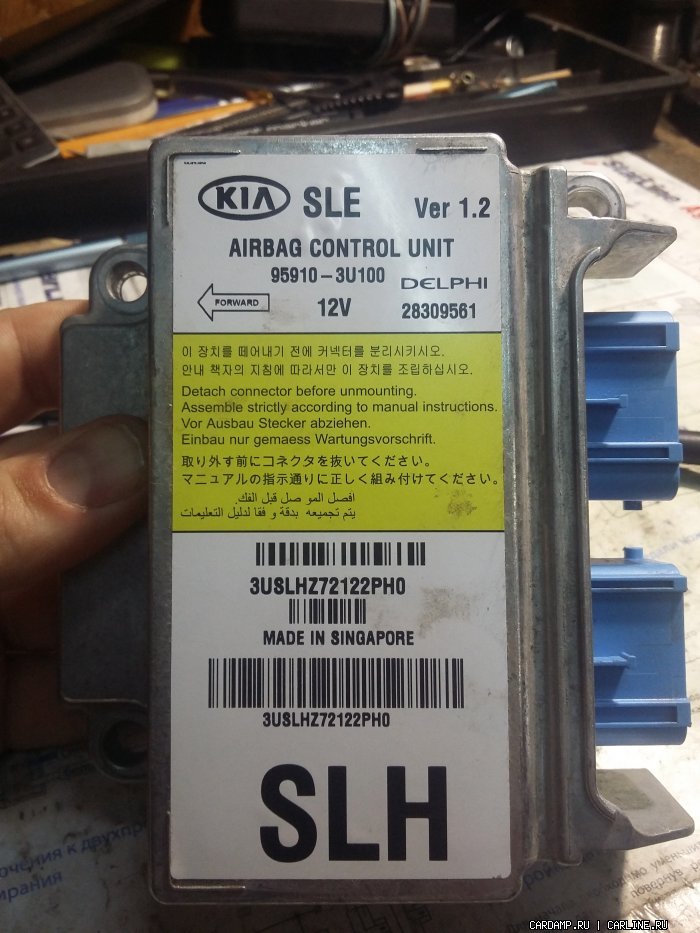 KIA SLE Ver 1.2
AIRBAG CONTROL UNIT
95910-3U100 DELPHI
FORWARD 12V 28309561
이 장치를 떼어내기 전에 커넥터를 분리시키시오.
안내 책자의 지침에 따라서만 이 장치를 조립하십시오.
Detach connector before unmounting.
Assemble strictly according to manual instructions.
Vor Ausbau Stecker abziehen.
Einbau nur gemaess Wartungsvorschrift.
取り外す前にコネクタを抜いてください。
マニュアルの指示通りに正しく組み付けてください。
افصل المو صل قبل الفك.
يتم تجميعه بدقة و فقا لدليل التعليمات
3USLHZ72122PH0
MADE IN SINGAPORE
3USLHZ72122PH0
SLH
CARDAMP.RU | CARLINE.RU